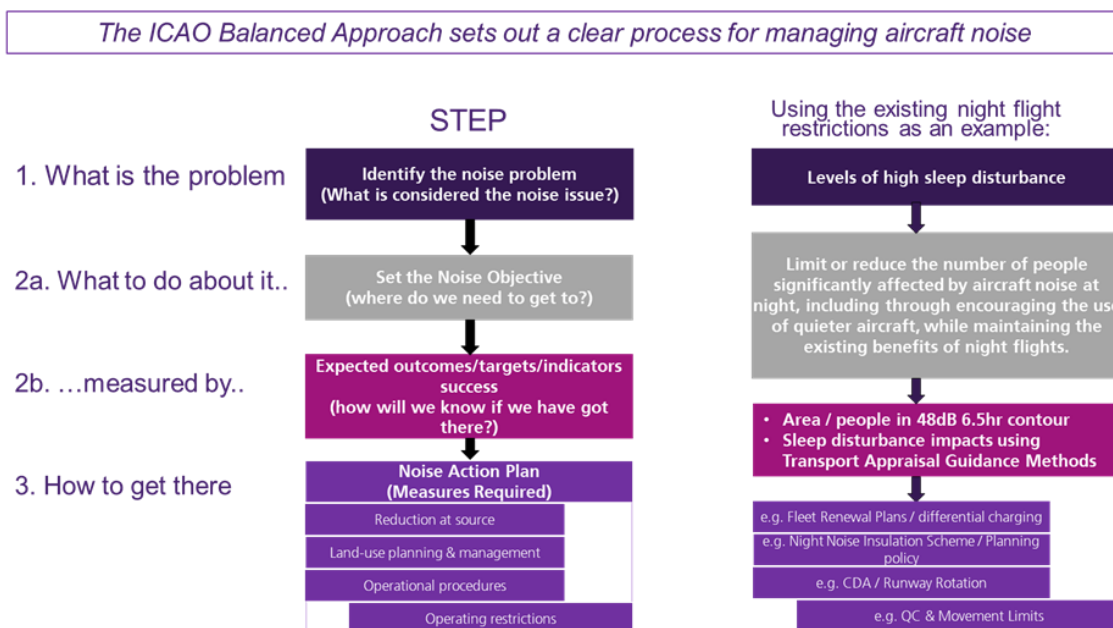 The ICAO Balanced Approach sets out a clear process for managing aircraft noise
STEP
Using the existing night flight
restrictions as an example:
1. What is the problem
Identify the noise problem
(What is considered the noise issue?)
Levels of high sleep disturbance
2a. What to do about it..
Set the Noise Objective
(where do we need to get to?)
Limit or reduce the number of people
significantly affected by aircraft noise at
night, including through encouraging the use
of quieter aircraft, while maintaining the
existing benefits of night flights.
2b. …measured by..
Expected outcomes/targets/indicators
success
(how will we know if we have got
there?)
• Area / people in 48dB 6.5hr contour
• Sleep disturbance impacts using
Transport Appraisal Guidance Methods
3. How to get there
Noise Action Plan
(Measures Required)
Reduction at source
Land-use planning & management
Operational procedures
Operating restrictions
e.g. Fleet Renewal Plans / differential charging
e.g. Night Noise Insulation Scheme / Planning
policy
e.g. CDA / Runway Rotation
e.g. QC & Movement Limits